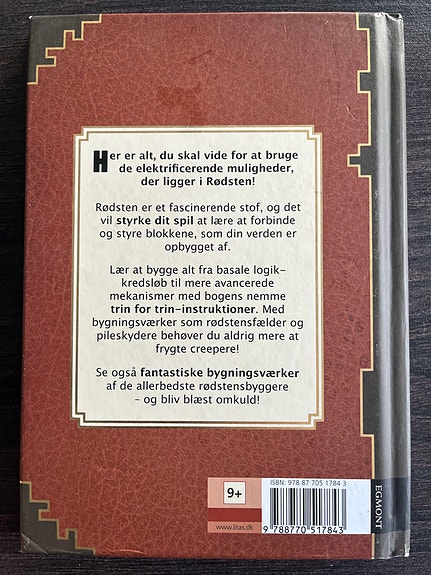 Her er alt, du skal vide for at bruge
de elektrificerende muligheder,
der ligger i Rødsten!
Rødsten er et fascinerende stof, og det
vil styrke dit spil at lære at forbinde
og styre blokkene, som din verden er
opbygget af.
Lær at bygge alt fra basale logik-
kredsløb til mere avancerede
mekanismer med bogens nemme
trin for trin-instruktioner. Med
bygningsværker som rødstensfælder og
pileskydere behøver du aldrig mere at
frygte creepere!
Se også fantastiske bygningsværker
af de allerbedste rødstensbyggere
– og bliv blæst omkuld!
9+
www.litas.dk
ISBN: 978 87 705 1784 3
9 788770 517843
EGMONT